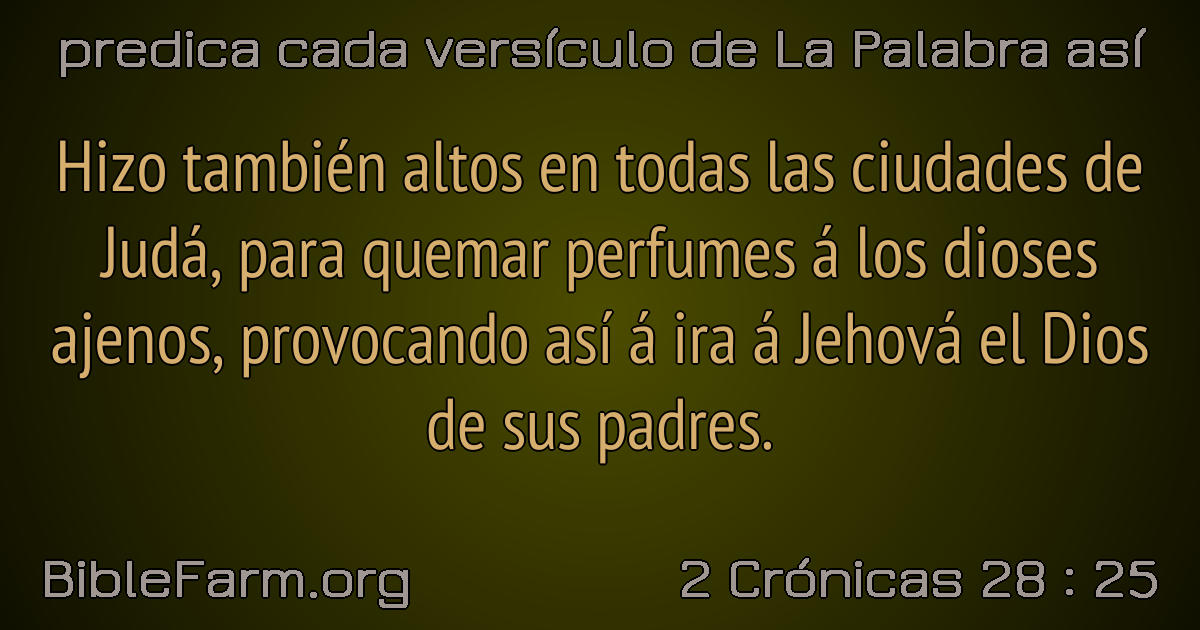 predica cada versículo de La Palabra así
Hizo también altos en todas las ciudades de
Judá, para quemar perfumes á los dioses
ajenos, provocando así á ira á Jehová el Dios
de sus padres.
BibleFarm.org
2 Crónicas 28 : 25